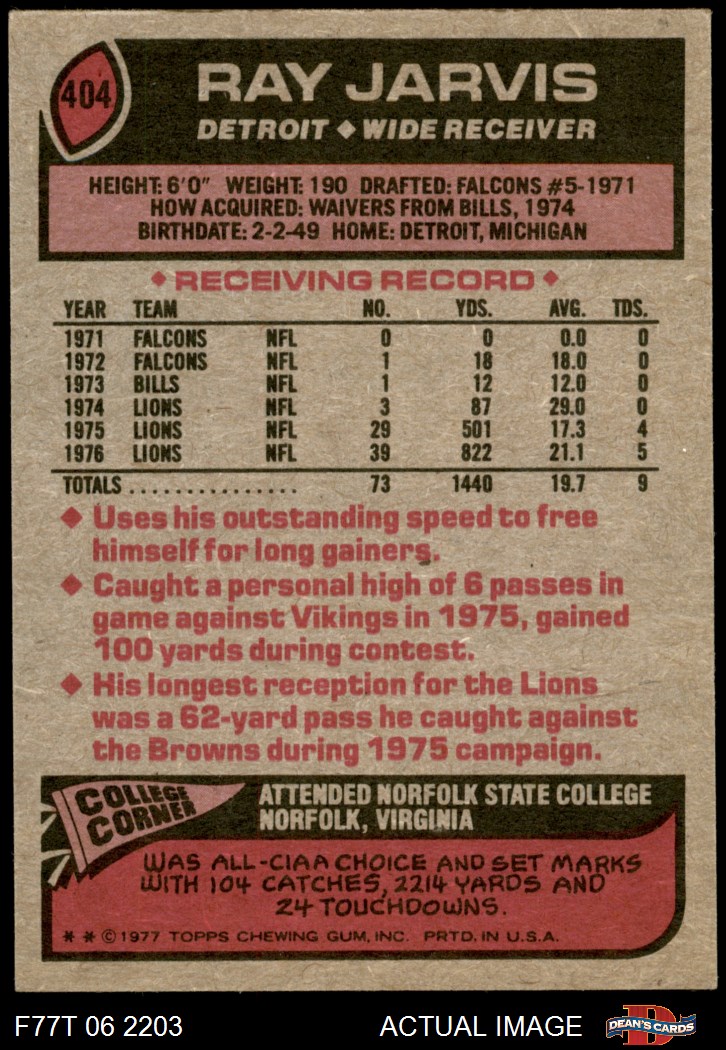 404
RAY JARVIS
DETROIT ◆ WIDE RECEIVER
HEIGHT: 6'0" WEIGHT: 190 DRAFTED: FALCONS #5-1971
HOW ACQUIRED: WAIVERS FROM BILLS, 1974
BIRTHDATE: 2-2-49 HOME: DETROIT, MICHIGAN
◆ RECEIVING RECORD ◆
YEAR TEAM NO. YDS. AVG. TDS.
1971 FALCONS NFL 0 0 0.0 0
1972 FALCONS NFL 1 18 18.0 0
1973 BILLS NFL 1 12 12.0 0
1974 LIONS NFL 3 87 29.0 0
1975 LIONS NFL 29 501 17.3 4
1976 LIONS NFL 39 822 21.1 5
TOTALS ................ 73 1440 19.7 9
◆ Uses his outstanding speed to free
himself for long gainers.
◆ Caught a personal high of 6 passes in
game against Vikings in 1975, gained
100 yards during contest.
◆ His longest reception for the Lions
was a 62-yard pass he caught against
the Browns during 1975 campaign.
COLLEGE
CORNER
ATTENDED NORFOLK STATE COLLEGE
NORFOLK, VIRGINIA
WAS ALL-CIAA CHOICE AND SET MARKS
WITH 104 CATCHES, 2214 YARDS AND
24 TOUCHDOWNS.
* * © 1977 TOPPS CHEWING GUM, INC. PRTD. IN U.S.A.
F77T 06 2203 ACTUAL IMAGE
D
DEAN'S CARDS